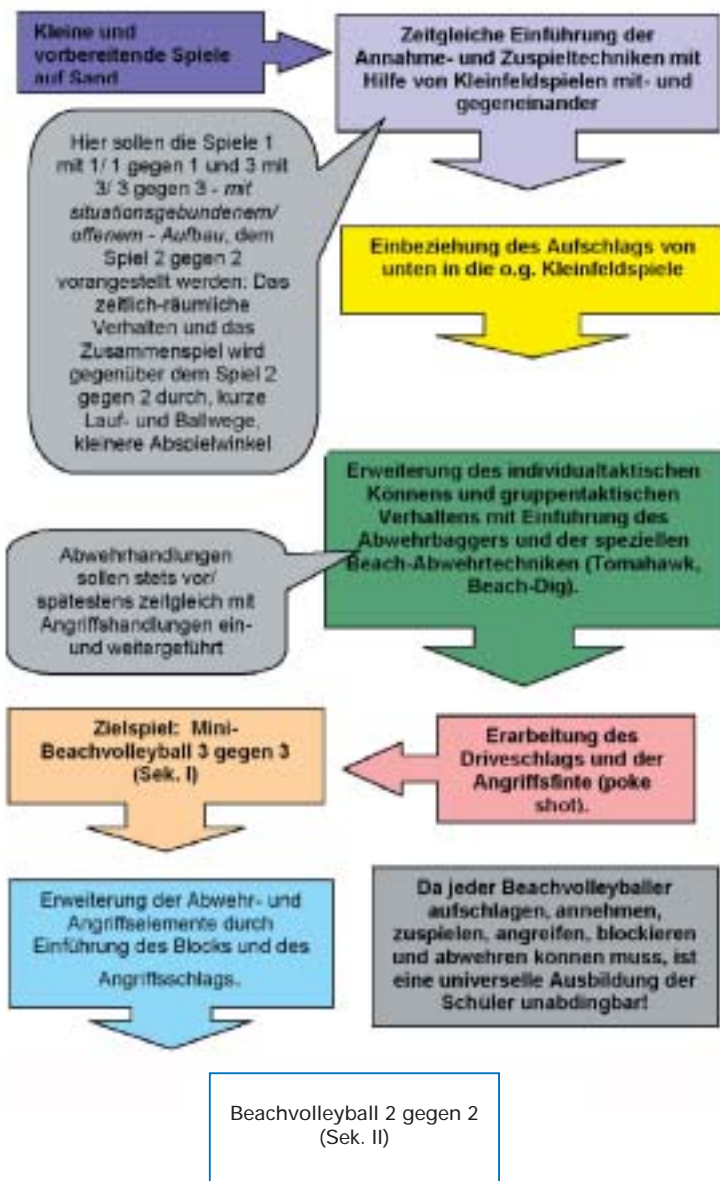 Kleine und
vorbereitende Spiele
auf Sand
Zeitgleiche Einführung der
Annahme- und Zuspieltechniken mit
Hilfe von Kleinfeldspielen mit- und
gegeneinander
Hier sollen die Spiele 1
mit 1/ 1 gegen 1 und 3 mit
3/ 3 gegen 3 - mit
situationsgebundenem/
offenem - Aufbau, dem
Spiel 2 gegen 2
vorangestellt werden: Das
zeitlich-räumliche
Verhalten und das
Zusammenspiel wird
gegenüber dem Spiel 2
gegen 2 durch, kurze
Lauf- und Ballwege,
kleinere Abspielwinkel
Einbeziehung des Aufschlags von
unten in die o.g. Kleinfeldspiele
Erweiterung des individualtaktischen
Könnens und gruppentaktischen
Verhaltens mit Einführung des
Abwehrbaggers und der speziellen
Beach-Abwehrtechniken (Tomahawk,
Beach-Dig).
Abwehrhandlungen
sollen stets vor/
spätestens zeitgleich mit
Angriffshandlungen ein-
und weitergeführt
Erarbeitung des
Driveschlags und der
Angriffsfinte (poke
shot).
Zielspiel: Mini-
Beachvolleyball 3 gegen 3
(Sek. I)
Erweiterung der Abwehr- und
Angriffselemente durch
Einführung des Blocks und des
Angriffsschlags.
Da jeder Beachvolleyballer
aufschlagen, annehmen,
zuspielen, angreifen, blockieren
und abwehren können muss, ist
eine universelle Ausbildung der
Schüler unabdingbar!
Beachvolleyball 2 gegen 2
(Sek. II)